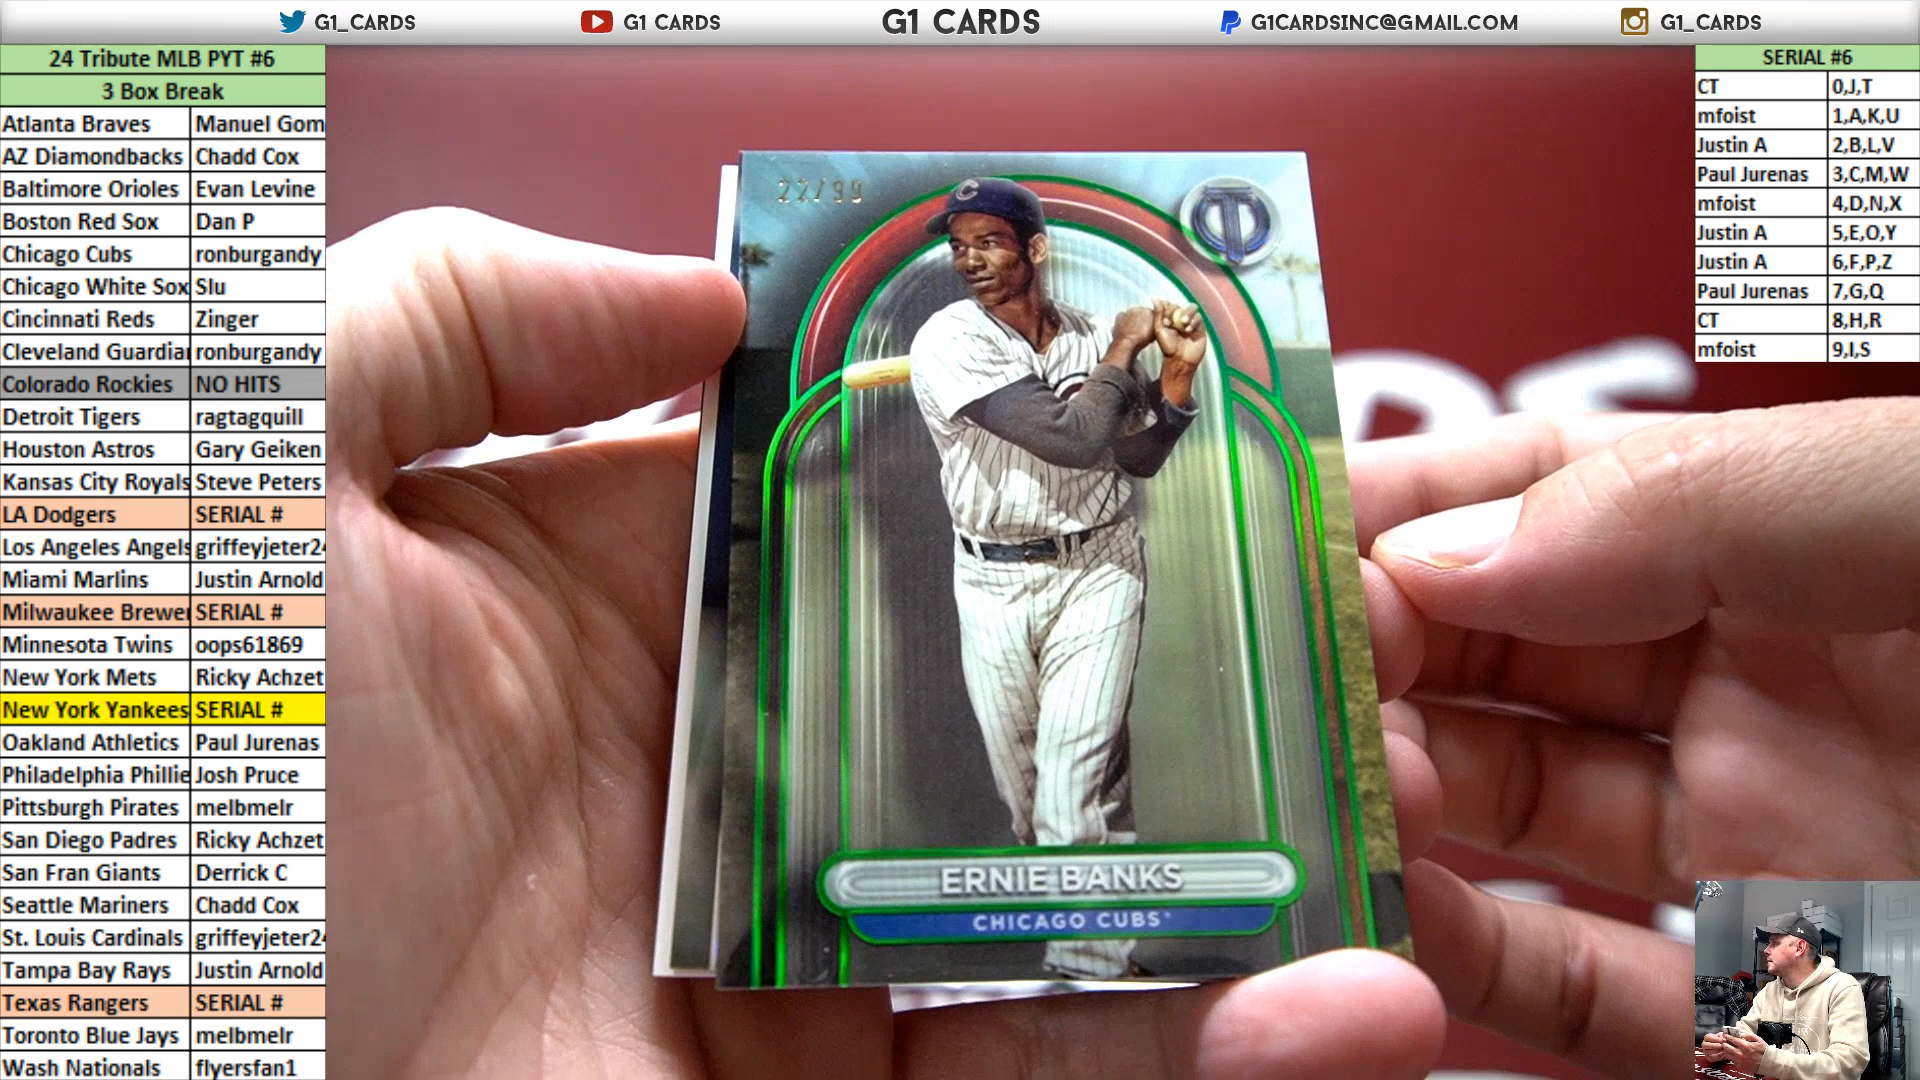 G1_CARDS
G1 CARDS
G1 CARDS
G1CARDSINC@GMAIL.COM
G1_CARDS
24 Tribute MLB PYT #6
3 Box Break
Atlanta Braves Manuel Gom
AZ Diamondbacks Chadd Cox
Baltimore Orioles Evan Levine
Boston Red Sox Dan P
Chicago Cubs ronburgandy
Chicago White Sox Slu
Cincinnati Reds Zinger
Cleveland Guardia ronburgandy
Colorado Rockies NO HITS
Detroit Tigers ragtagquill
Houston Astros Gary Geiken
Kansas City Royals Steve Peters
LA Dodgers SERIAL #
Los Angeles Angels griffeyjeter2
Miami Marlins Justin Arnold
Milwaukee Brewe SERIAL #
Minnesota Twins oops61869
New York Mets Ricky Achzet
New York Yankees SERIAL #
Oakland Athletics Paul Jurenas
Philadelphia Phillie Josh Pruce
Pittsburgh Pirates melbmelr
San Diego Padres Ricky Achzet
San Fran Giants Derrick C
Seattle Mariners Chadd Cox
St. Louis Cardinals griffeyjeter2
Tampa Bay Rays Justin Arnold
Texas Rangers SERIAL #
Toronto Blue Jays melbmelr
Wash Nationals flyersfan1
22/99
C
T
ERNIE BANKS
CHICAGO CUBS
SERIAL #6
CT 0,J,T
mfoist 1,A,K,U
Justin A 2,B,L,V
Paul Jurenas 3,C,M,W
mfoist 4,D,N,X
Justin A 5,E,O,Y
Justin A 6,F,P,Z
Paul Jurenas 7,G,Q
CT 8,H,R
mfoist 9,I,S